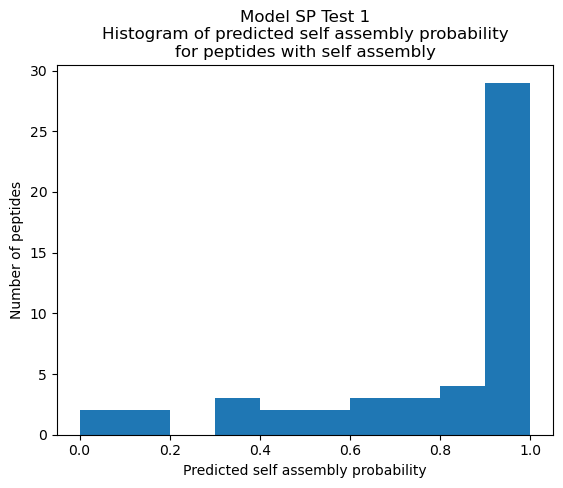 Model SP Test 1
Histogram of predicted self assembly probability
for peptides with self assembly
30
25
20
15
10
5
0
Number of peptides
0.0 0.2 0.4 0.6 0.8 1.0
Predicted self assembly probability